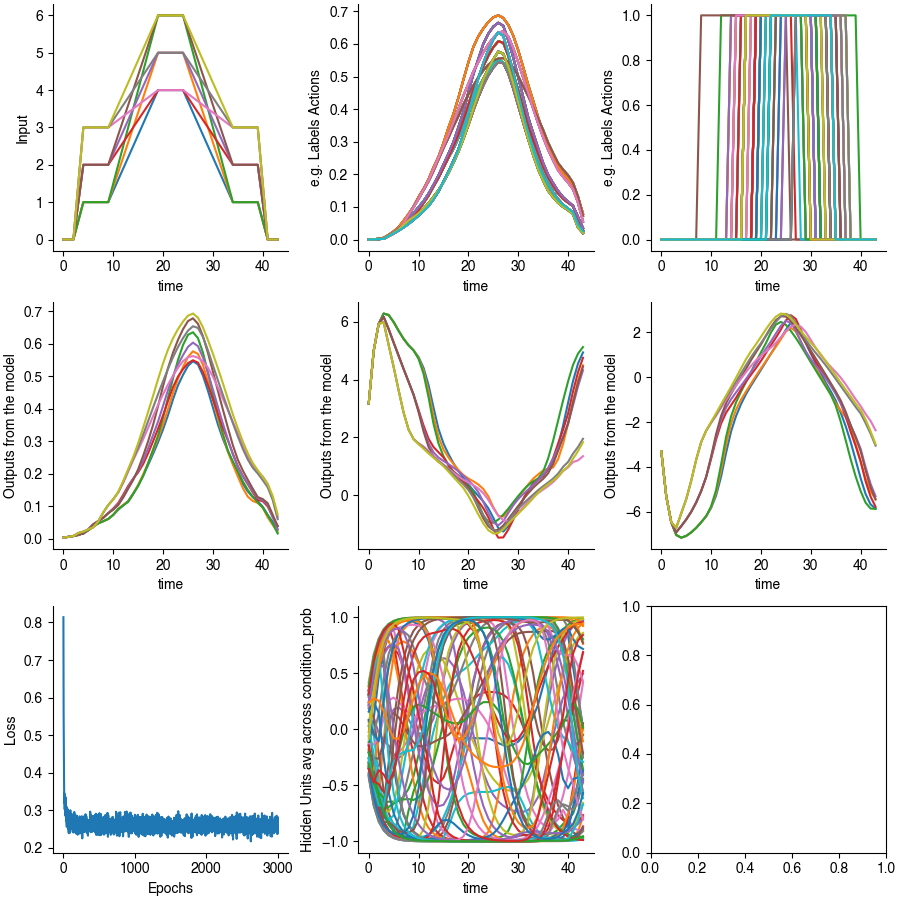 6
5
4
3
2
1
0
Input
0 10 20 30 40
time
0.7
0.6
0.5
0.4
0.3
0.2
0.1
0.0
e.g. Labels Actions
0 10 20 30 40
time
1.0
0.8
0.6
0.4
0.2
0.0
e.g. Labels Actions
0 10 20 30 40
time
0.7
0.6
0.5
0.4
0.3
0.2
0.1
0.0
Outputs from the model
0 10 20 30 40
time
6
4
2
0
Outputs from the model
0 10 20 30 40
time
2
0
−2
−4
−6
Outputs from the model
0 10 20 30 40
time
0.8
0.7
0.6
0.5
0.4
0.3
0.2
Loss
0 1000 2000 3000
Epochs
1.0
0.5
0.0
−0.5
−1.0
Hidden Units avg across condition_prob
0 10 20 30 40
time
1.0
0.8
0.6
0.4
0.2
0.0
0.0 0.2 0.4 0.6 0.8 1.0